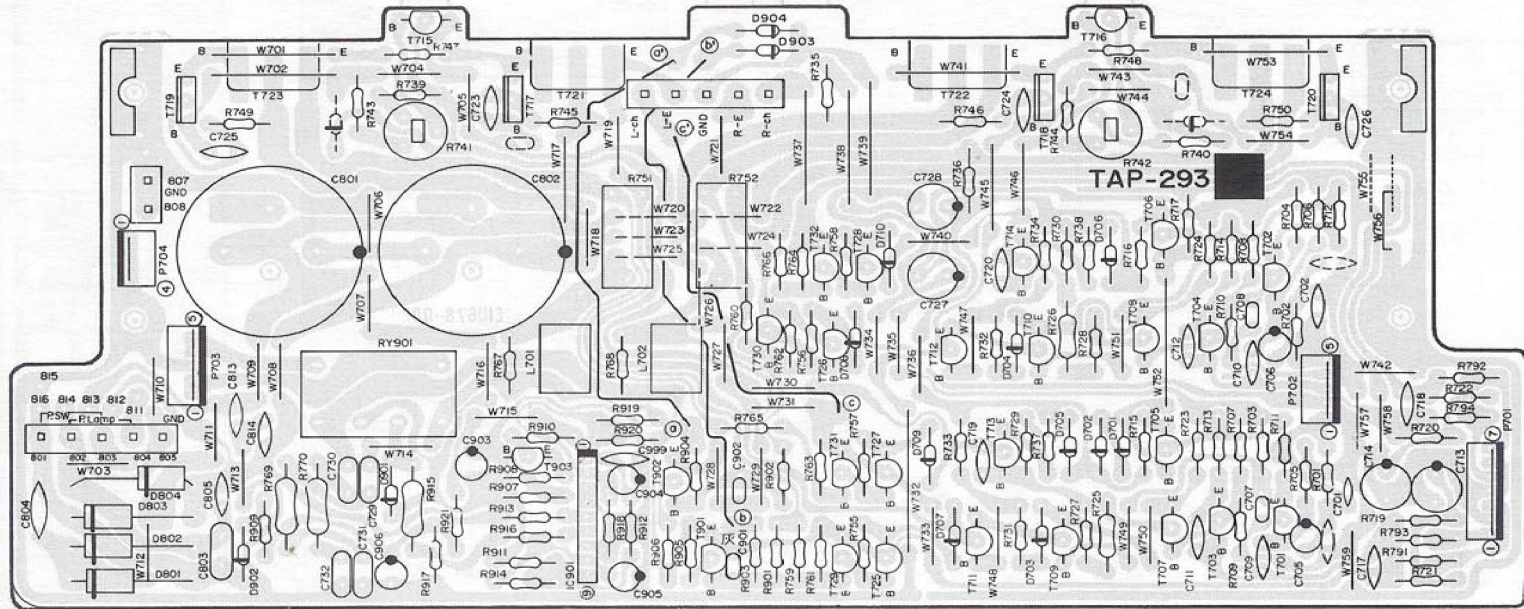 D904
D903
a' b'
B E B E
T715 R747 T716 R748
B W701 E B E B W741 E B W753 E
W702 W704 W743
T719 T723 R739 W705 C723 T717 T721 R735 T722 C724 T718 R744 W744 T724 T720
R749 R743 R745 W719 L-ch L-E GND R-E R-ch R746 R750 C726
C725 R741 W717 c' W721 W737 W738 W739 R742 R740 W754
807 GND 808
C801 C802 R751 R752 C728 R736 W745 W746
TAP-293
W755 W756
W706 W720 W722 T706 R717 R704 R706 R712
P704 W718 W723 W724 W740 T714 R734 R730 R738 D706 R716 R724 R714 R708 T702
W725 R766 R764 T732 R758 T728 D710 C720
W707 W726 C727 C702
R760 W747 R726 T708 T704 R710 C708 R702
T730 R762 R756 T726 D708 W734 W735 W736 T712 R732 D704 T710 R728 W751 C712 C710 C706
RY901 L701 L702 W727 W752
P703 C813 W709 W708 W716 R767 R768 W730 P702 W742 R792
W710 W731 R722
815 R794
816 814 813 812 811 GND
P.SW P.Lamp
W711 C814 W715 R919 R765 c R757 W757 W758 C718 R720 P701
R920 a
801 802 803 804 805
W703 W714 C903 R910 C999 R904 C902 T731 T727 D709 R733 C719 T713 R729 R737 D705 D702 D701 R715 T705 R723 R713 R707 R703 R711
D804 W713 R769 R770 C730 D901 R908 T903 T902 W728 W729 R902 R763 R705 R701 C714 C713
D803 C805 C729 R915 R907 C904 W732 C701 R719
C804 R909 R921 R913 R918 R912 b R755 R727 R725 C707
D802 R916 R906 R905 T901 C901 W733 D707 R731 W749 W750 R793
W712 C803 C731 C906 R911 IC901 T709 R791
D801 D902 C732 R917 R914 C905 R903 R901 R759 R761 T729 T725 T711 W748 D703 T707 C711 T703 R709 C709 T701 C705 W759 C717 R721